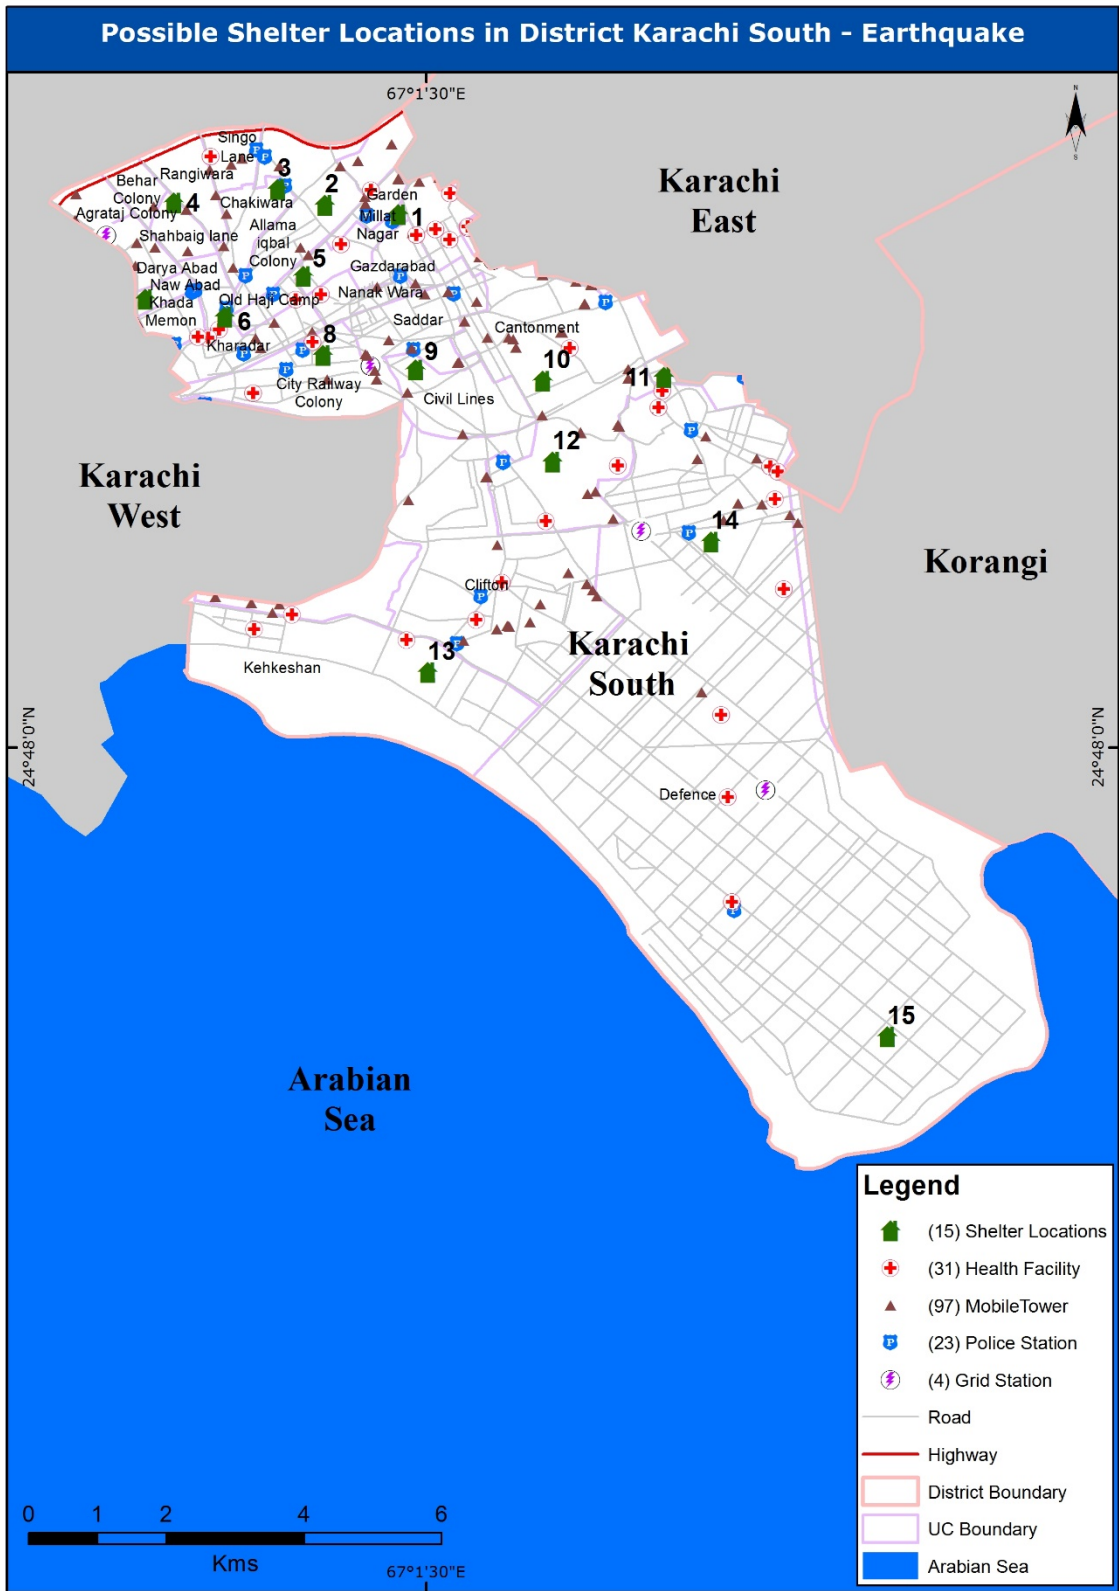 Possible Shelter Locations in District Karachi South - Earthquake
67°1'30"E
N
S
Singo
Lane
Rangiwara
Behar
Colony
Agrataj Colony
3
2
4
Chakiwara
Garden
1
Millat
Nagar
Allama
iqbal
Colony
Shahbaig lane
5
Gazdarabad
Darya Abad
Naw Abad
Khada
Memon
Old Haji Camp
Nanak Wara
6
Kharadar
Saddar
8
9
Cantonment
10
11
City Railway
Colony
Civil Lines
12
Karachi
East
Karachi
West
14
Korangi
Clifton
Karachi
South
13
Kehkeshan
24°48'0"N
24°48'0"N
Defence
15
Arabian
Sea
Legend
(15) Shelter Locations
(31) Health Facility
(97) MobileTower
(23) Police Station
(4) Grid Station
Road
Highway
District Boundary
UC Boundary
Arabian Sea
0 1 2 4 6
Kms
67°1'30"E